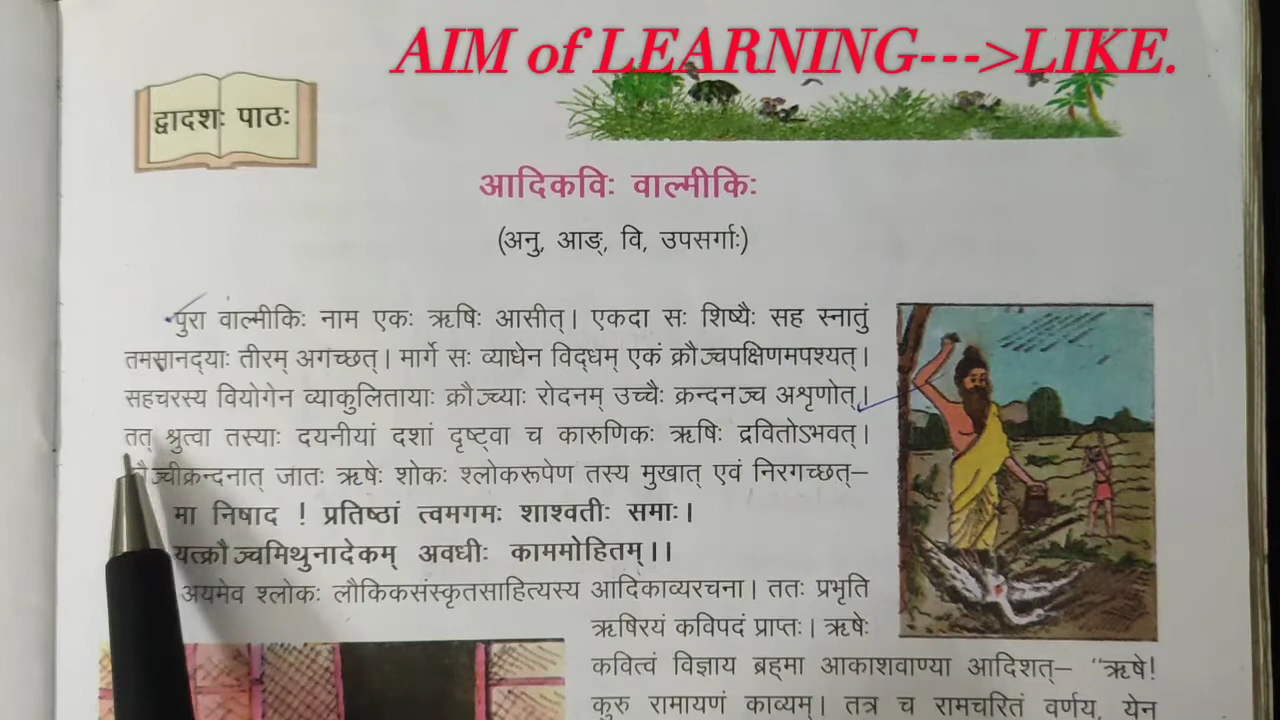 AIM of LEARNING--->LIKE.
द्वादशः पाठः
आदिकविः वाल्मीकिः
(अनु, आङ्, वि, उपसर्गाः)
पुरा वाल्मीकिः नाम एकः ऋषिः आसीत्। एकदा सः शिष्यैः सह स्नातुं
तमसानद्याः तीरम् अगच्छत्। मार्गे सः व्याधेन विद्धम् एकं क्रौञ्चपक्षिणमपश्यत्।
सहचरस्य वियोगेन व्याकुलितायाः क्रौञ्च्याः रोदनम् उच्चैः क्रन्दनञ्च अशृणोत्।
तत् श्रुत्वा तस्याः दयनीयां दशां दृष्ट्वा च कारुणिकः ऋषिः द्रवितोऽभवत्।
जातः ऋषेः शोकः श्लोकरूपेण तस्य मुखात् एवं निरगच्छत्–
मा निषाद ! प्रतिष्ठां त्वमगमः शाश्वतीः समाः।
यत्क्रौञ्चमिथुनादेकम् अवधीः काममोहितम्।।
अयमेव श्लोकः लौकिकसंस्कृतसाहित्यस्य आदिकाव्यरचना। ततः प्रभृति
ऋषिरयं कविपदं प्राप्तः। ऋषेः
कवित्वं विज्ञाय ब्रह्मा आकाशवाण्या आदिशत्– “ऋषे!
कुरु रामायणं काव्यम्। तत्र च रामचरितं वर्णय, येन